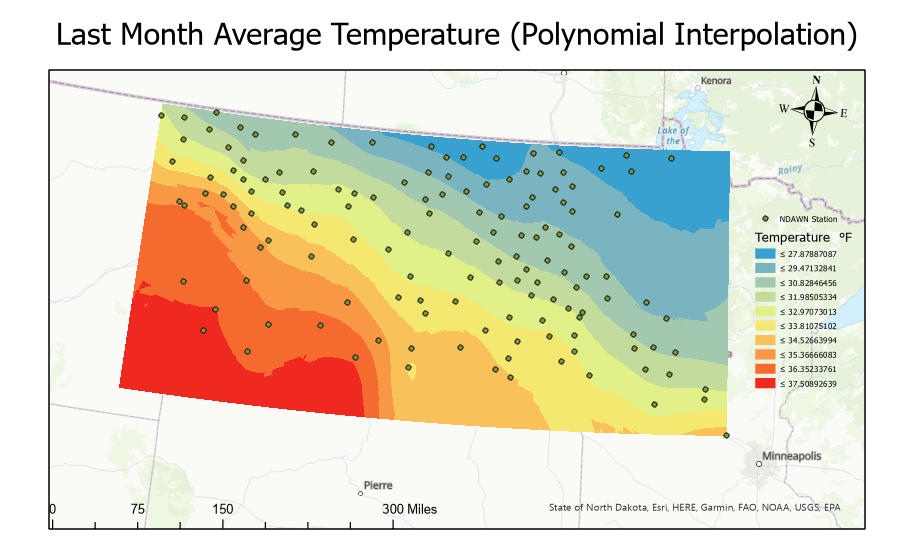 Last Month Average Temperature (Polynomial Interpolation)
Kenora
N
W E
S
Lake of
the
Rainy
NDAWN Station
Temperature °F
≤ 27.87887087
≤ 29.47132841
≤ 30.82846456
≤ 31.98505334
≤ 32.97073013
≤ 33.81075102
≤ 34.52663994
≤ 35.36666083
≤ 36.35233761
≤ 37.50892639
Minneapolis
Pierre
0 75 150 300 Miles
State of North Dakota, Esri, HERE, Garmin, FAO, NOAA, USGS, EPA